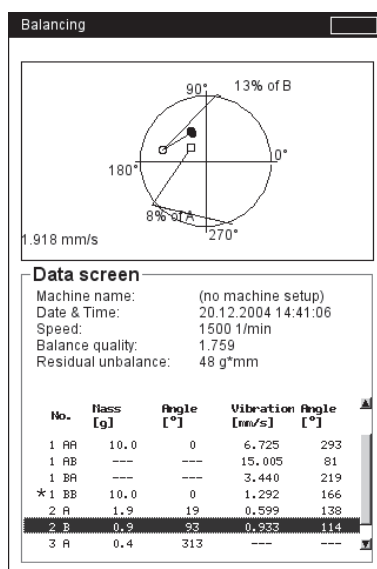 Balancing
90° 13% of B
180° 0°
8% of A
270°
1.918 mm/s
Data screen
Machine name: (no machine setup)
Date & Time: 20.12.2004 14:41:06
Speed: 1500 1/min
Balance quality: 1.759
Residual unbalance: 48 g*mm
No. Mass Angle Vibration Angle
[g] [°] [mm/s] [°]
1 AA 10.0 0 6.725 293
1 AB --- --- 15.005 81
1 BA --- --- 3.440 219
*1 BB 10.0 0 1.292 166
2 A 1.9 19 0.599 138
2 B 0.9 93 0.933 114
3 A 0.4 313 --- ---